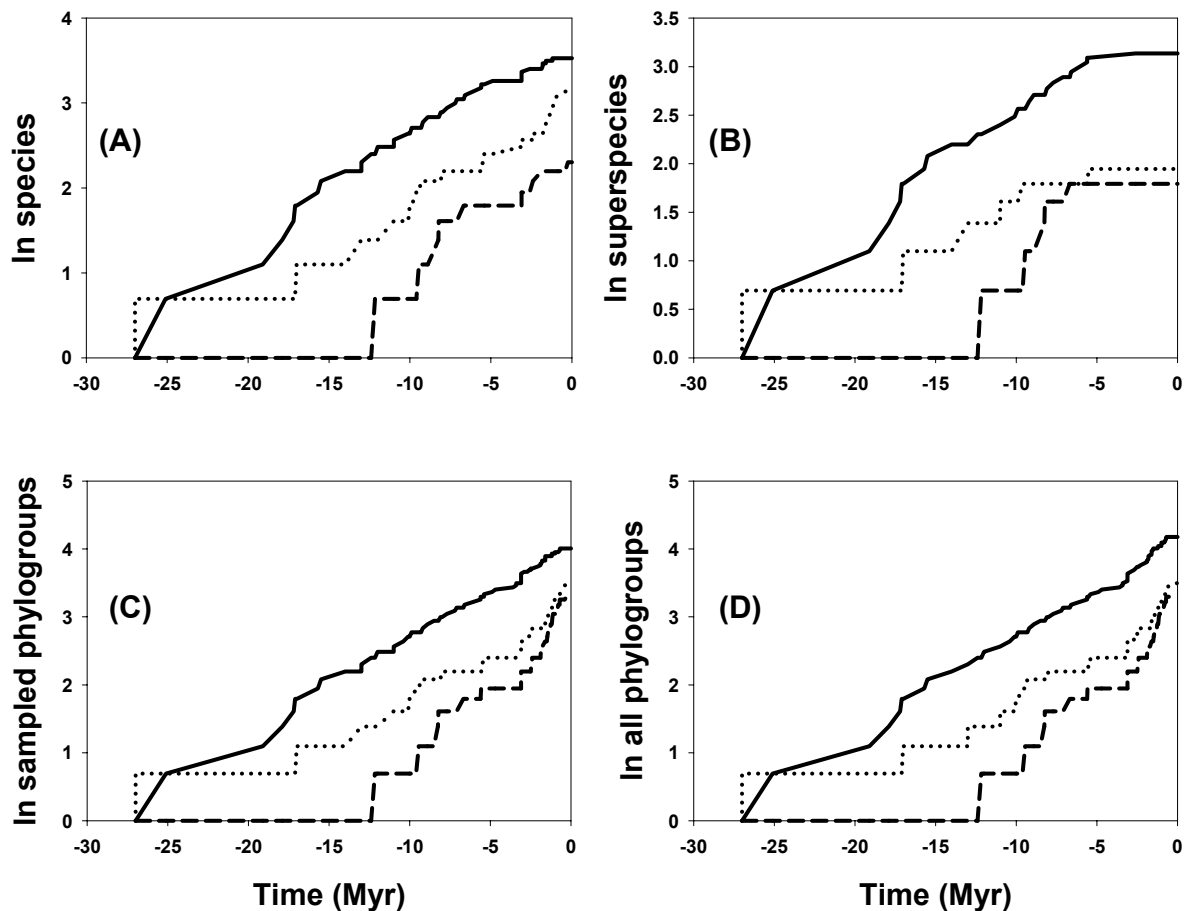 4
3
2
1
0
ln species
(A)
-30 -25 -20 -15 -10 -5 0
3.5
3.0
2.5
2.0
1.5
1.0
0.5
0.0
ln superspecies
(B)
-30 -25 -20 -15 -10 -5 0
5
4
3
2
1
0
ln sampled phylogroups
(C)
-30 -25 -20 -15 -10 -5 0
Time (Myr)
5
4
3
2
1
0
ln all phylogroups
(D)
-30 -25 -20 -15 -10 -5 0
Time (Myr)